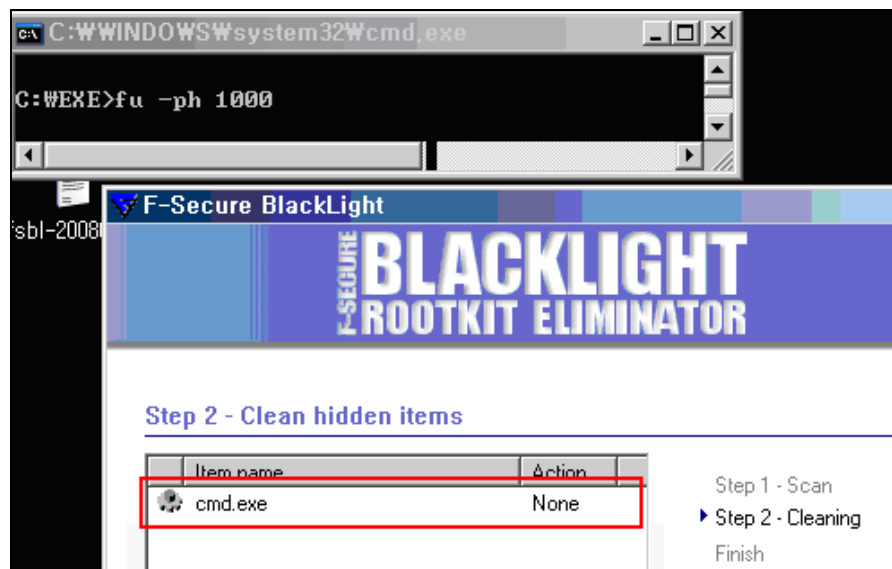 C:₩WINDOWS₩system32₩cmd.exe
C:₩EXE>fu -ph 1000
F-Secure BlackLight
fsbl-2008
F-SECURE
BLACKLIGHT
ROOTKIT ELIMINATOR
Step 2 - Clean hidden items
Item name Action
cmd.exe None
Step 1 - Scan
Step 2 - Cleaning
Finish